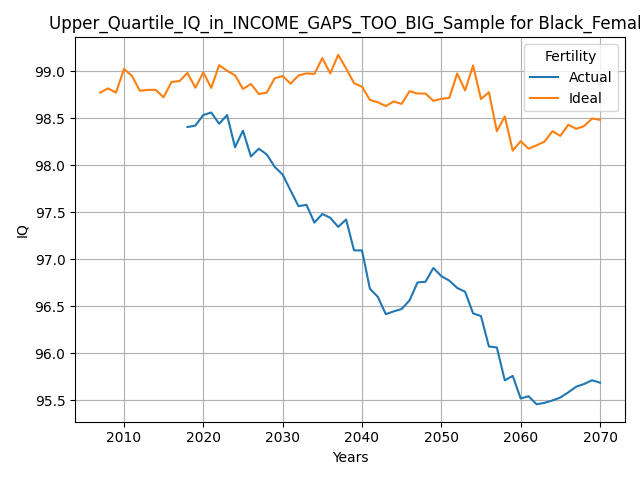 Upper_Quartile_IQ_in_INCOME_GAPS_TOO_BIG_Sample for Black_Femal
Fertility
Actual
Ideal
99.0
98.5
98.0
97.5
97.0
96.5
96.0
95.5
IQ
2010 2020 2030 2040 2050 2060 2070
Years